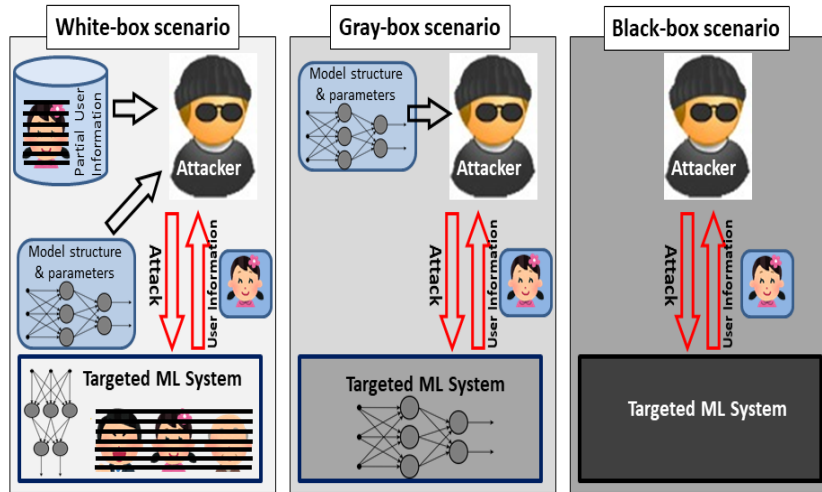 White-box scenario
Partial User
Information
Attacker
Model structure
& parameters
Attack
User Information
Targeted ML System
Gray-box scenario
Model structure
& parameters
Attacker
Attack
User Information
Targeted ML System
Black-box scenario
Attacker
Attack
User Information
Targeted ML System